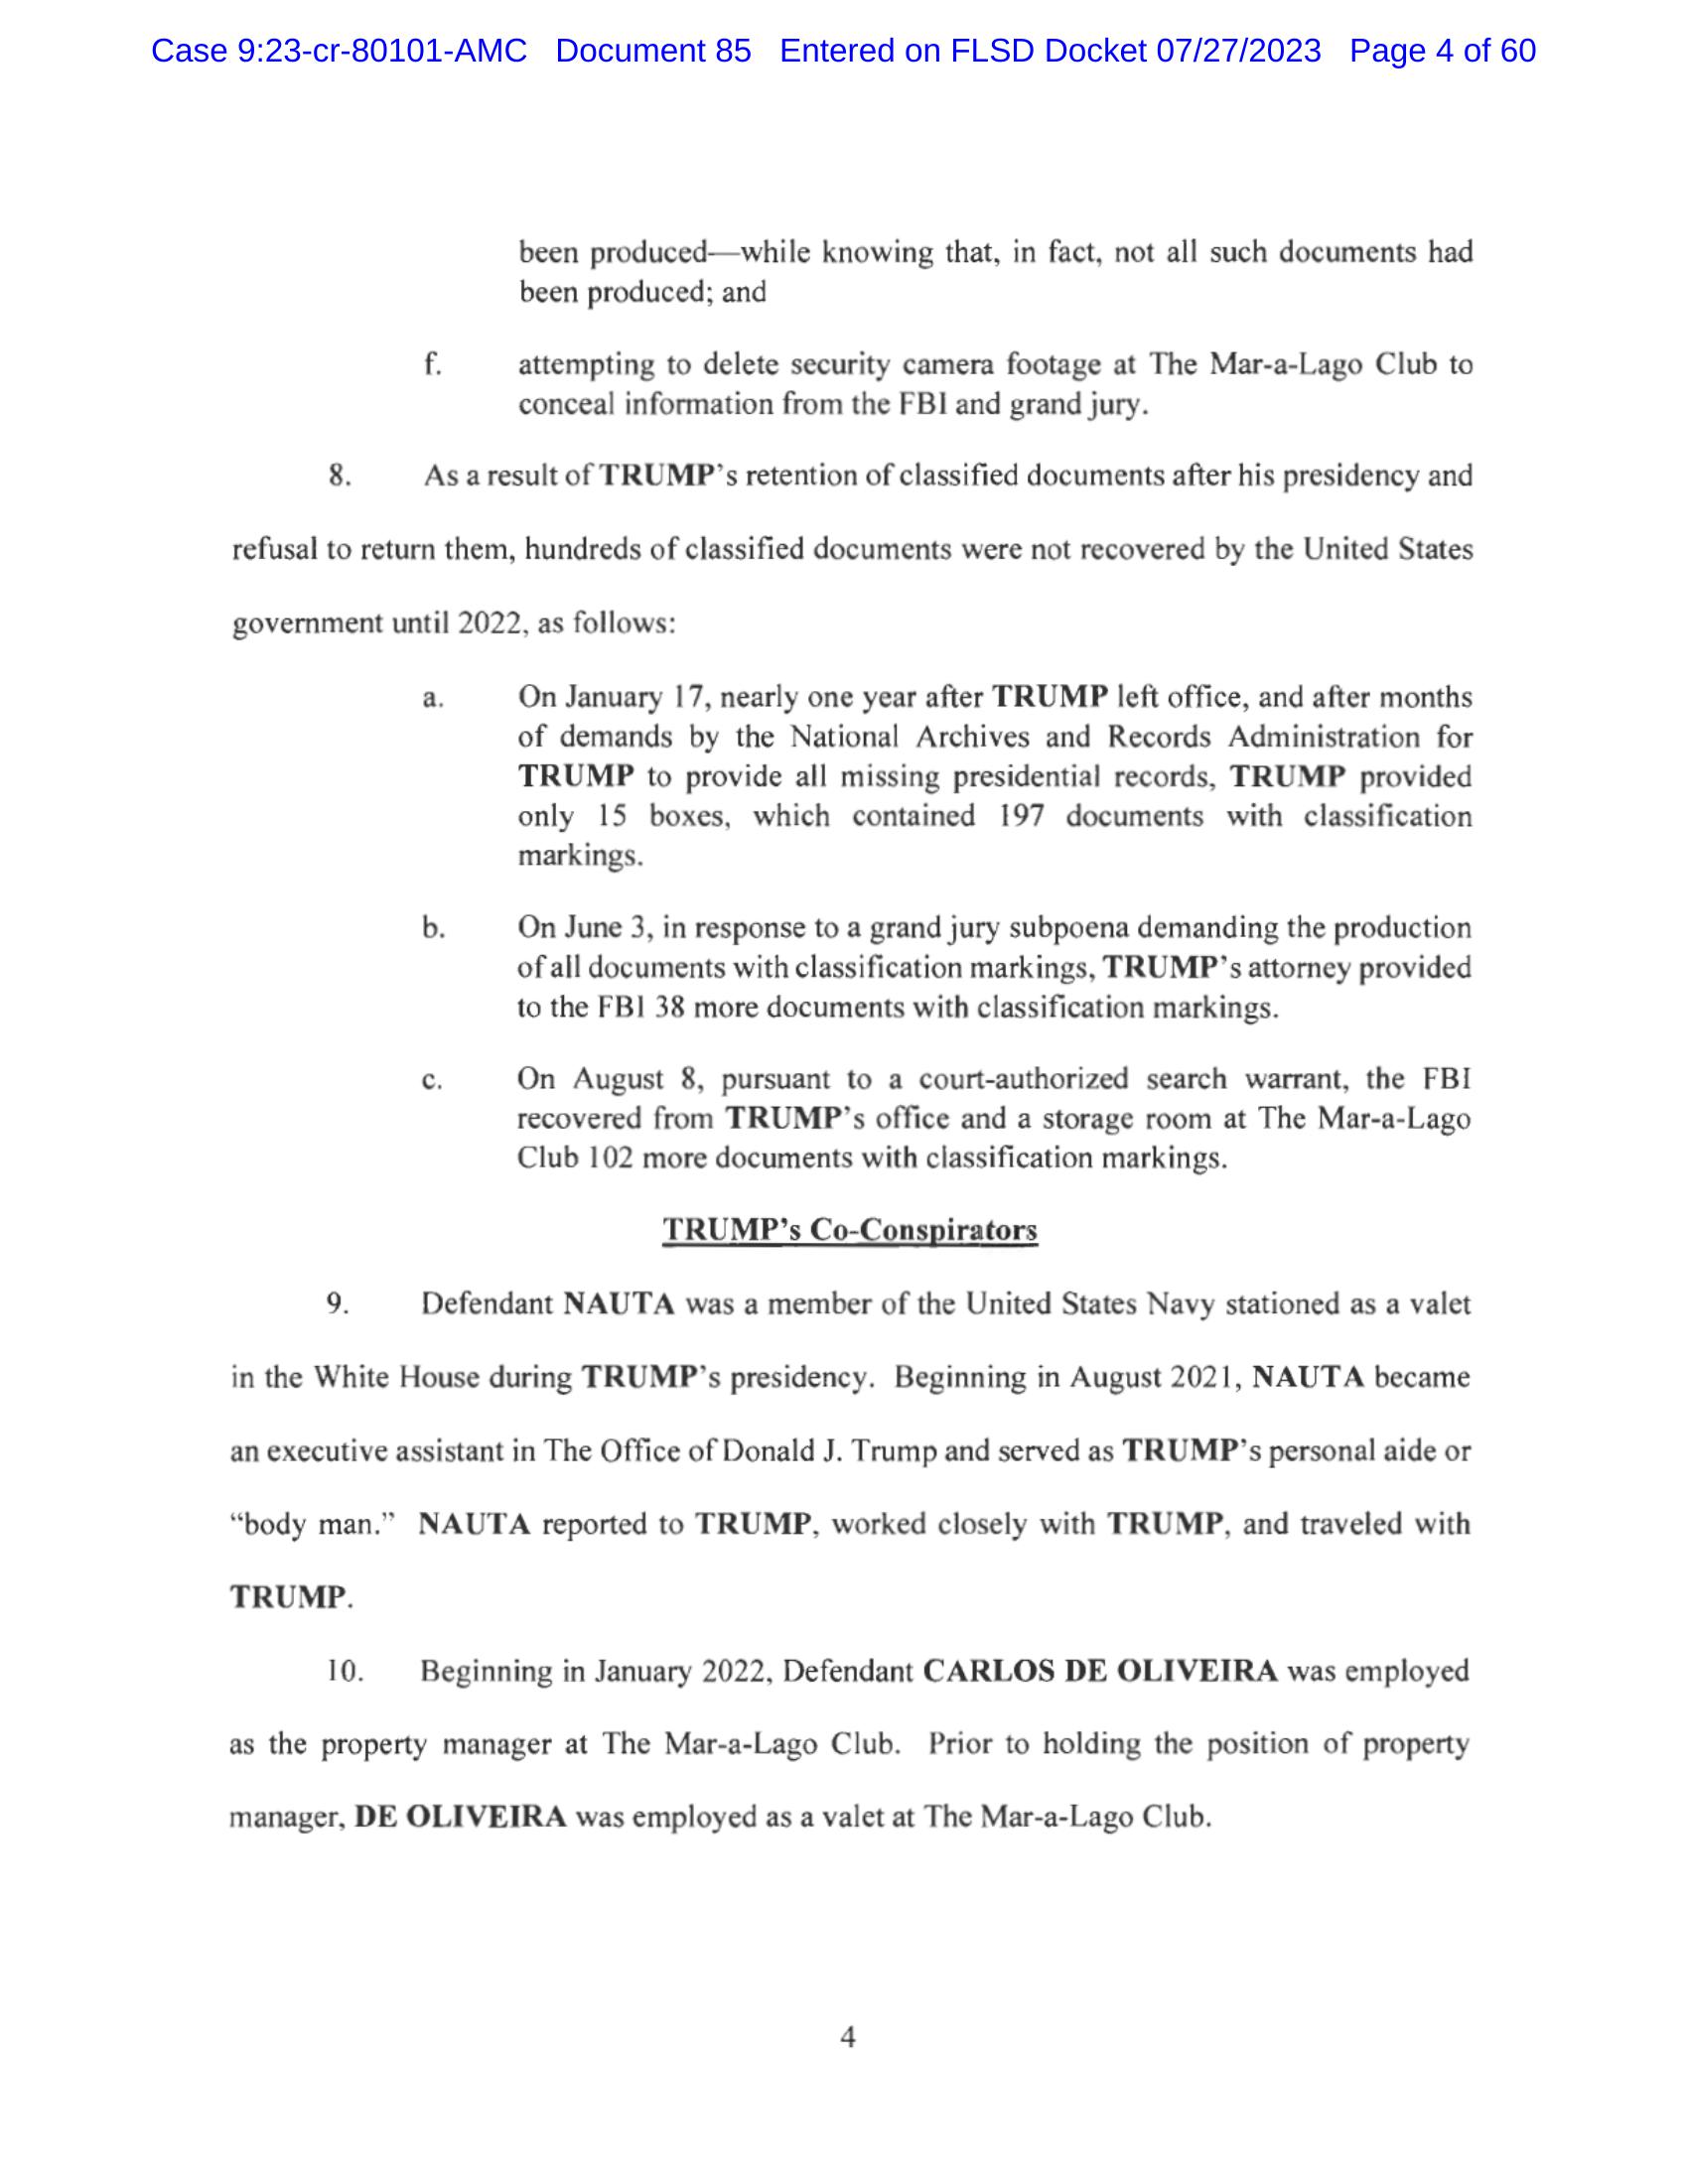 Case 9:23-cr-80101-AMC Document 85 Entered on FLSD Docket 07/27/2023 Page 4 of 60
been produced—while knowing that, in fact, not all such documents had
been produced; and
f. attempting to delete security camera footage at The Mar-a-Lago Club to
conceal information from the FBI and grand jury.
8. As a result of TRUMP's retention of classified documents after his presidency and
refusal to return them, hundreds of classified documents were not recovered by the United States
government until 2022, as follows:
a. On January 17, nearly one year after TRUMP left office, and after months
of demands by the National Archives and Records Administration for
TRUMP to provide all missing presidential records, TRUMP provided
only 15 boxes, which contained 197 documents with classification
markings.
b. On June 3, in response to a grand jury subpoena demanding the production
of all documents with classification markings, TRUMP's attorney provided
to the FBI 38 more documents with classification markings.
c. On August 8, pursuant to a court-authorized search warrant, the FBI
recovered from TRUMP's office and a storage room at The Mar-a-Lago
Club 102 more documents with classification markings.
TRUMP's Co-Conspirators
9. Defendant NAUTA was a member of the United States Navy stationed as a valet
in the White House during TRUMP's presidency. Beginning in August 2021, NAUTA became
an executive assistant in The Office of Donald J. Trump and served as TRUMP's personal aide or
“body man.” NAUTA reported to TRUMP, worked closely with TRUMP, and traveled with
TRUMP.
10. Beginning in January 2022, Defendant CARLOS DE OLIVEIRA was employed
as the property manager at The Mar-a-Lago Club. Prior to holding the position of property
manager, DE OLIVEIRA was employed as a valet at The Mar-a-Lago Club.
4